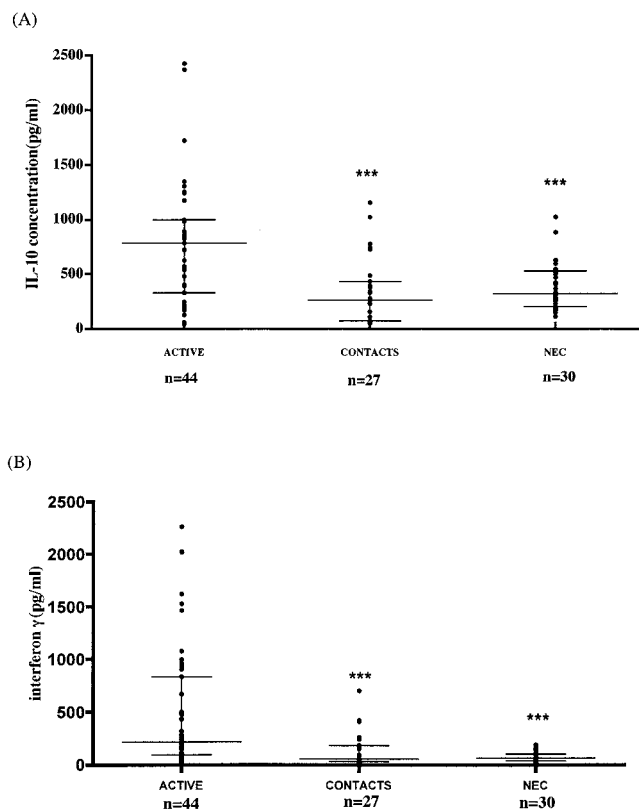 (A)
2500
2000
1500
1000
500
0
IL-10 concentration(pg/ml)
***
***
ACTIVE CONTACTS NEC
n=44 n=27 n=30
(B)
2500
2000
1500
1000
500
0
interferon γ (pg/ml)
***
***
ACTIVE CONTACTS NEC
n=44 n=27 n=30